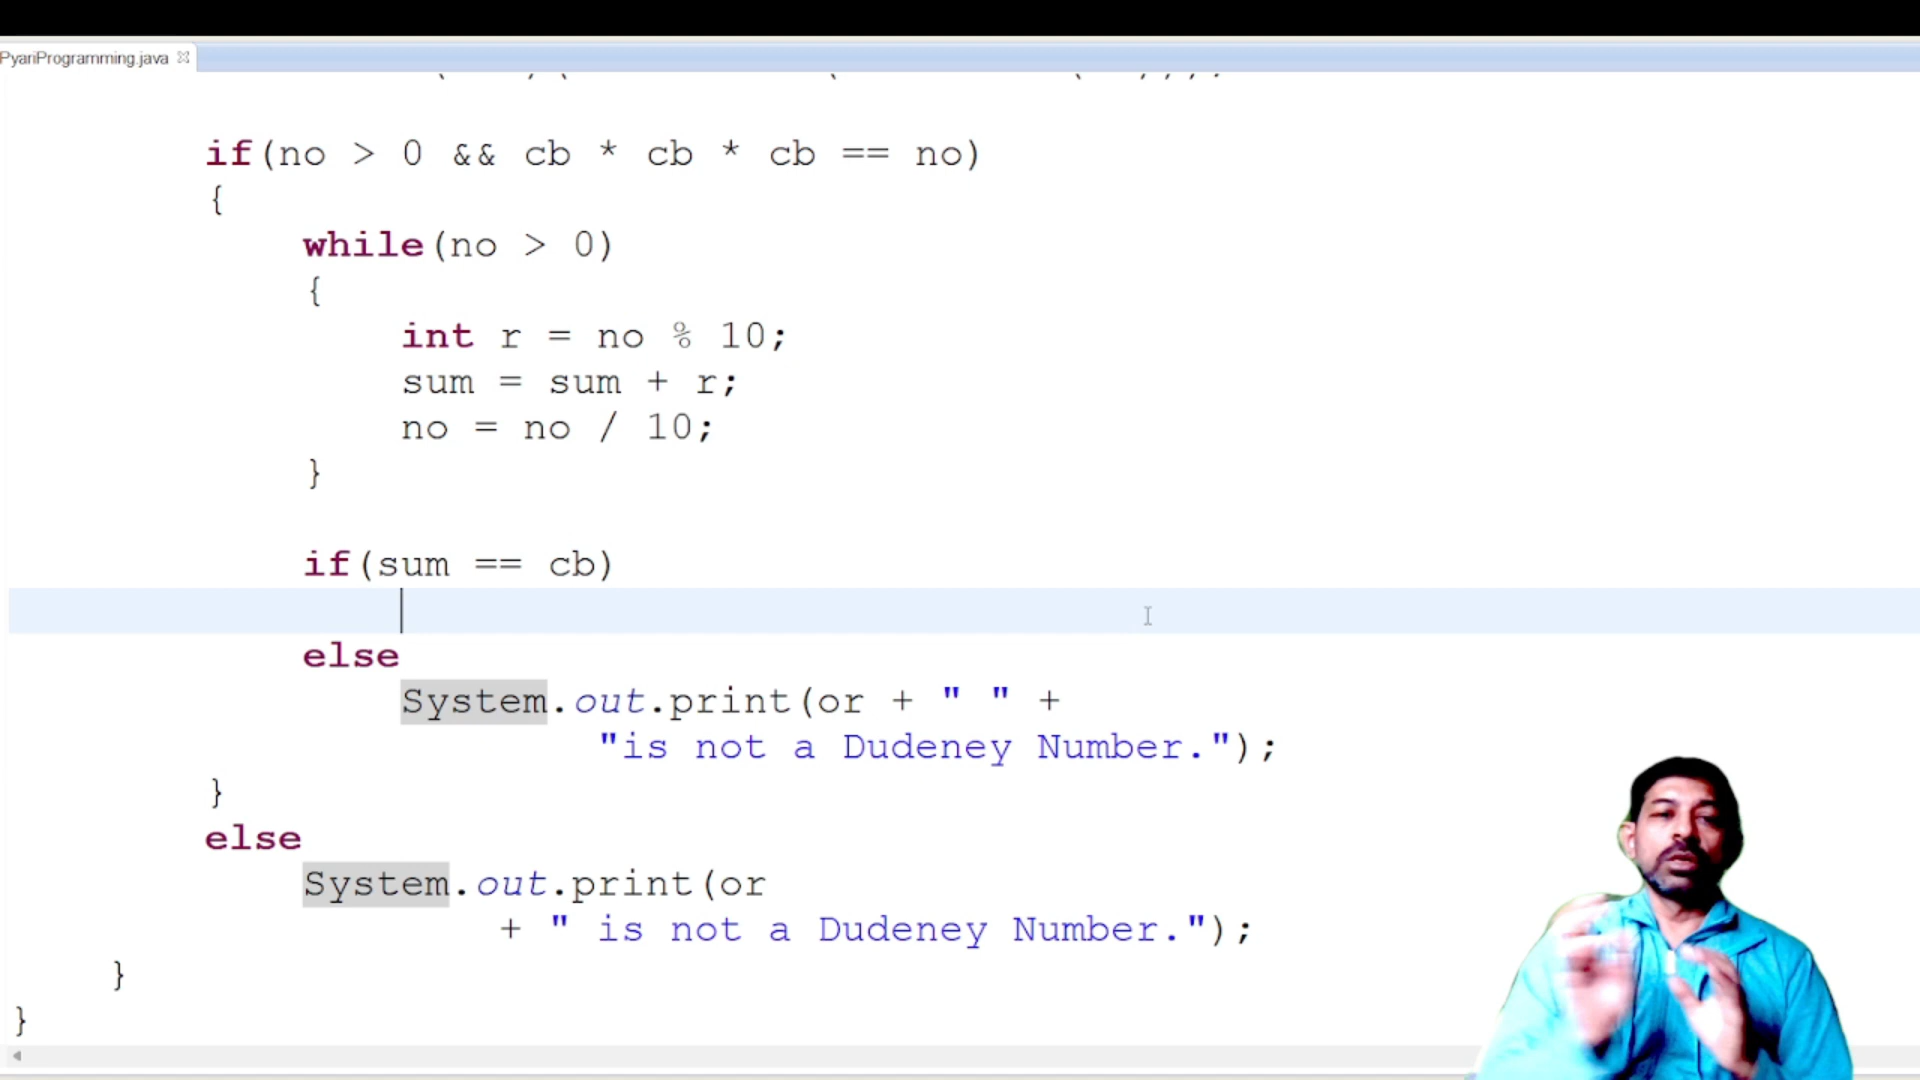 PyariProgramming.java
if(no > 0 && cb * cb * cb == no)
{
while(no > 0)
{
int r = no % 10;
sum = sum + r;
no = no / 10;
}
if(sum == cb)
else
System.out.print(or + " " +
"is not a Dudeney Number.");
}
else
System.out.print(or
+ " is not a Dudeney Number.");
}
}